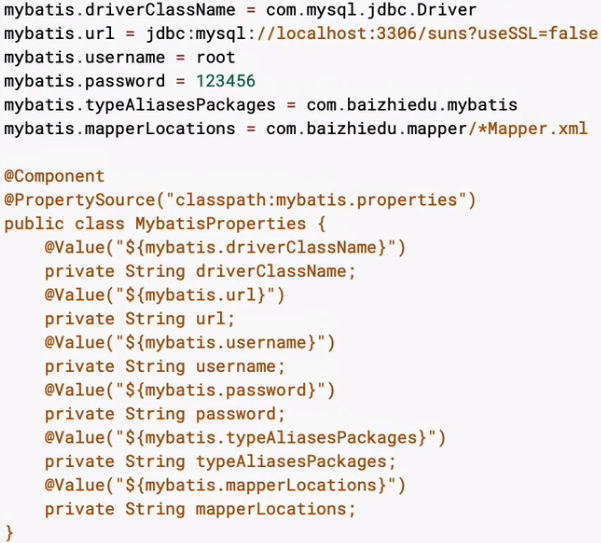 mybatis.driverClassName = com.mysql.jdbc.Driver
mybatis.url = jdbc:mysql://localhost:3306/suns?useSSL=false
mybatis.username = root
mybatis.password = 123456
mybatis.typeAliasesPackages = com.baizhiedu.mybatis
mybatis.mapperLocations = com.baizhiedu.mapper/*Mapper.xml

@Component
@PropertySource("classpath:mybatis.properties")
public class MybatisProperties {
    @Value("${mybatis.driverClassName}")
    private String driverClassName;
    @Value("${mybatis.url}")
    private String url;
    @Value("${mybatis.username}")
    private String username;
    @Value("${mybatis.password}")
    private String password;
    @Value("${mybatis.typeAliasesPackages}")
    private String typeAliasesPackages;
    @Value("${mybatis.mapperLocations}")
    private String mapperLocations;
}